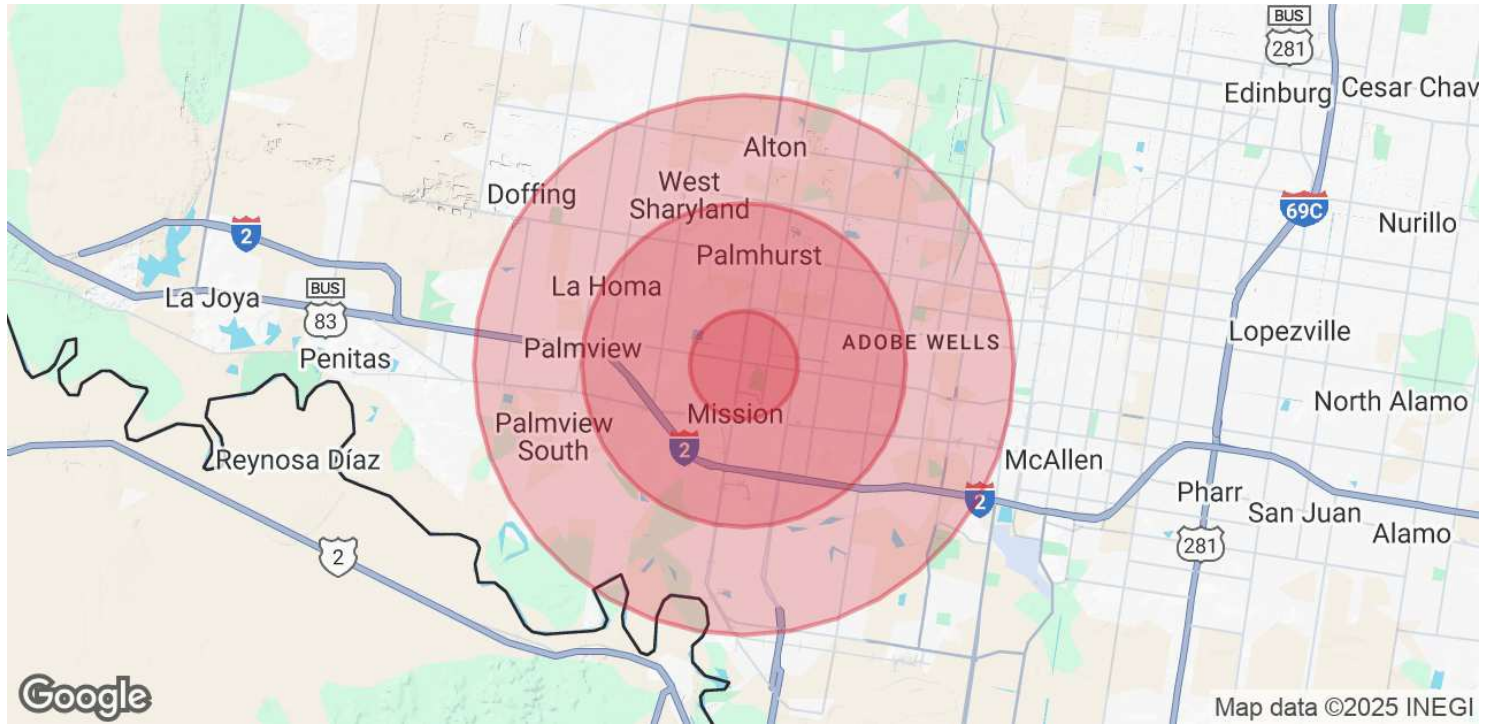 BUS
281
Edinburg
Cesar Chav
Alton
West
Sharyland
Doffing
69C
Nurillo
2
Palmhurst
La Homa
La Joya
BUS
83
Lopezville
ADOBE WELLS
Palmview
Penitas
North Alamo
Mission
Palmview
South
2
Reynosa Díaz
McAllen
2
Pharr
San Juan
Alamo
281
2
Google
Map data ©2025 INEGI